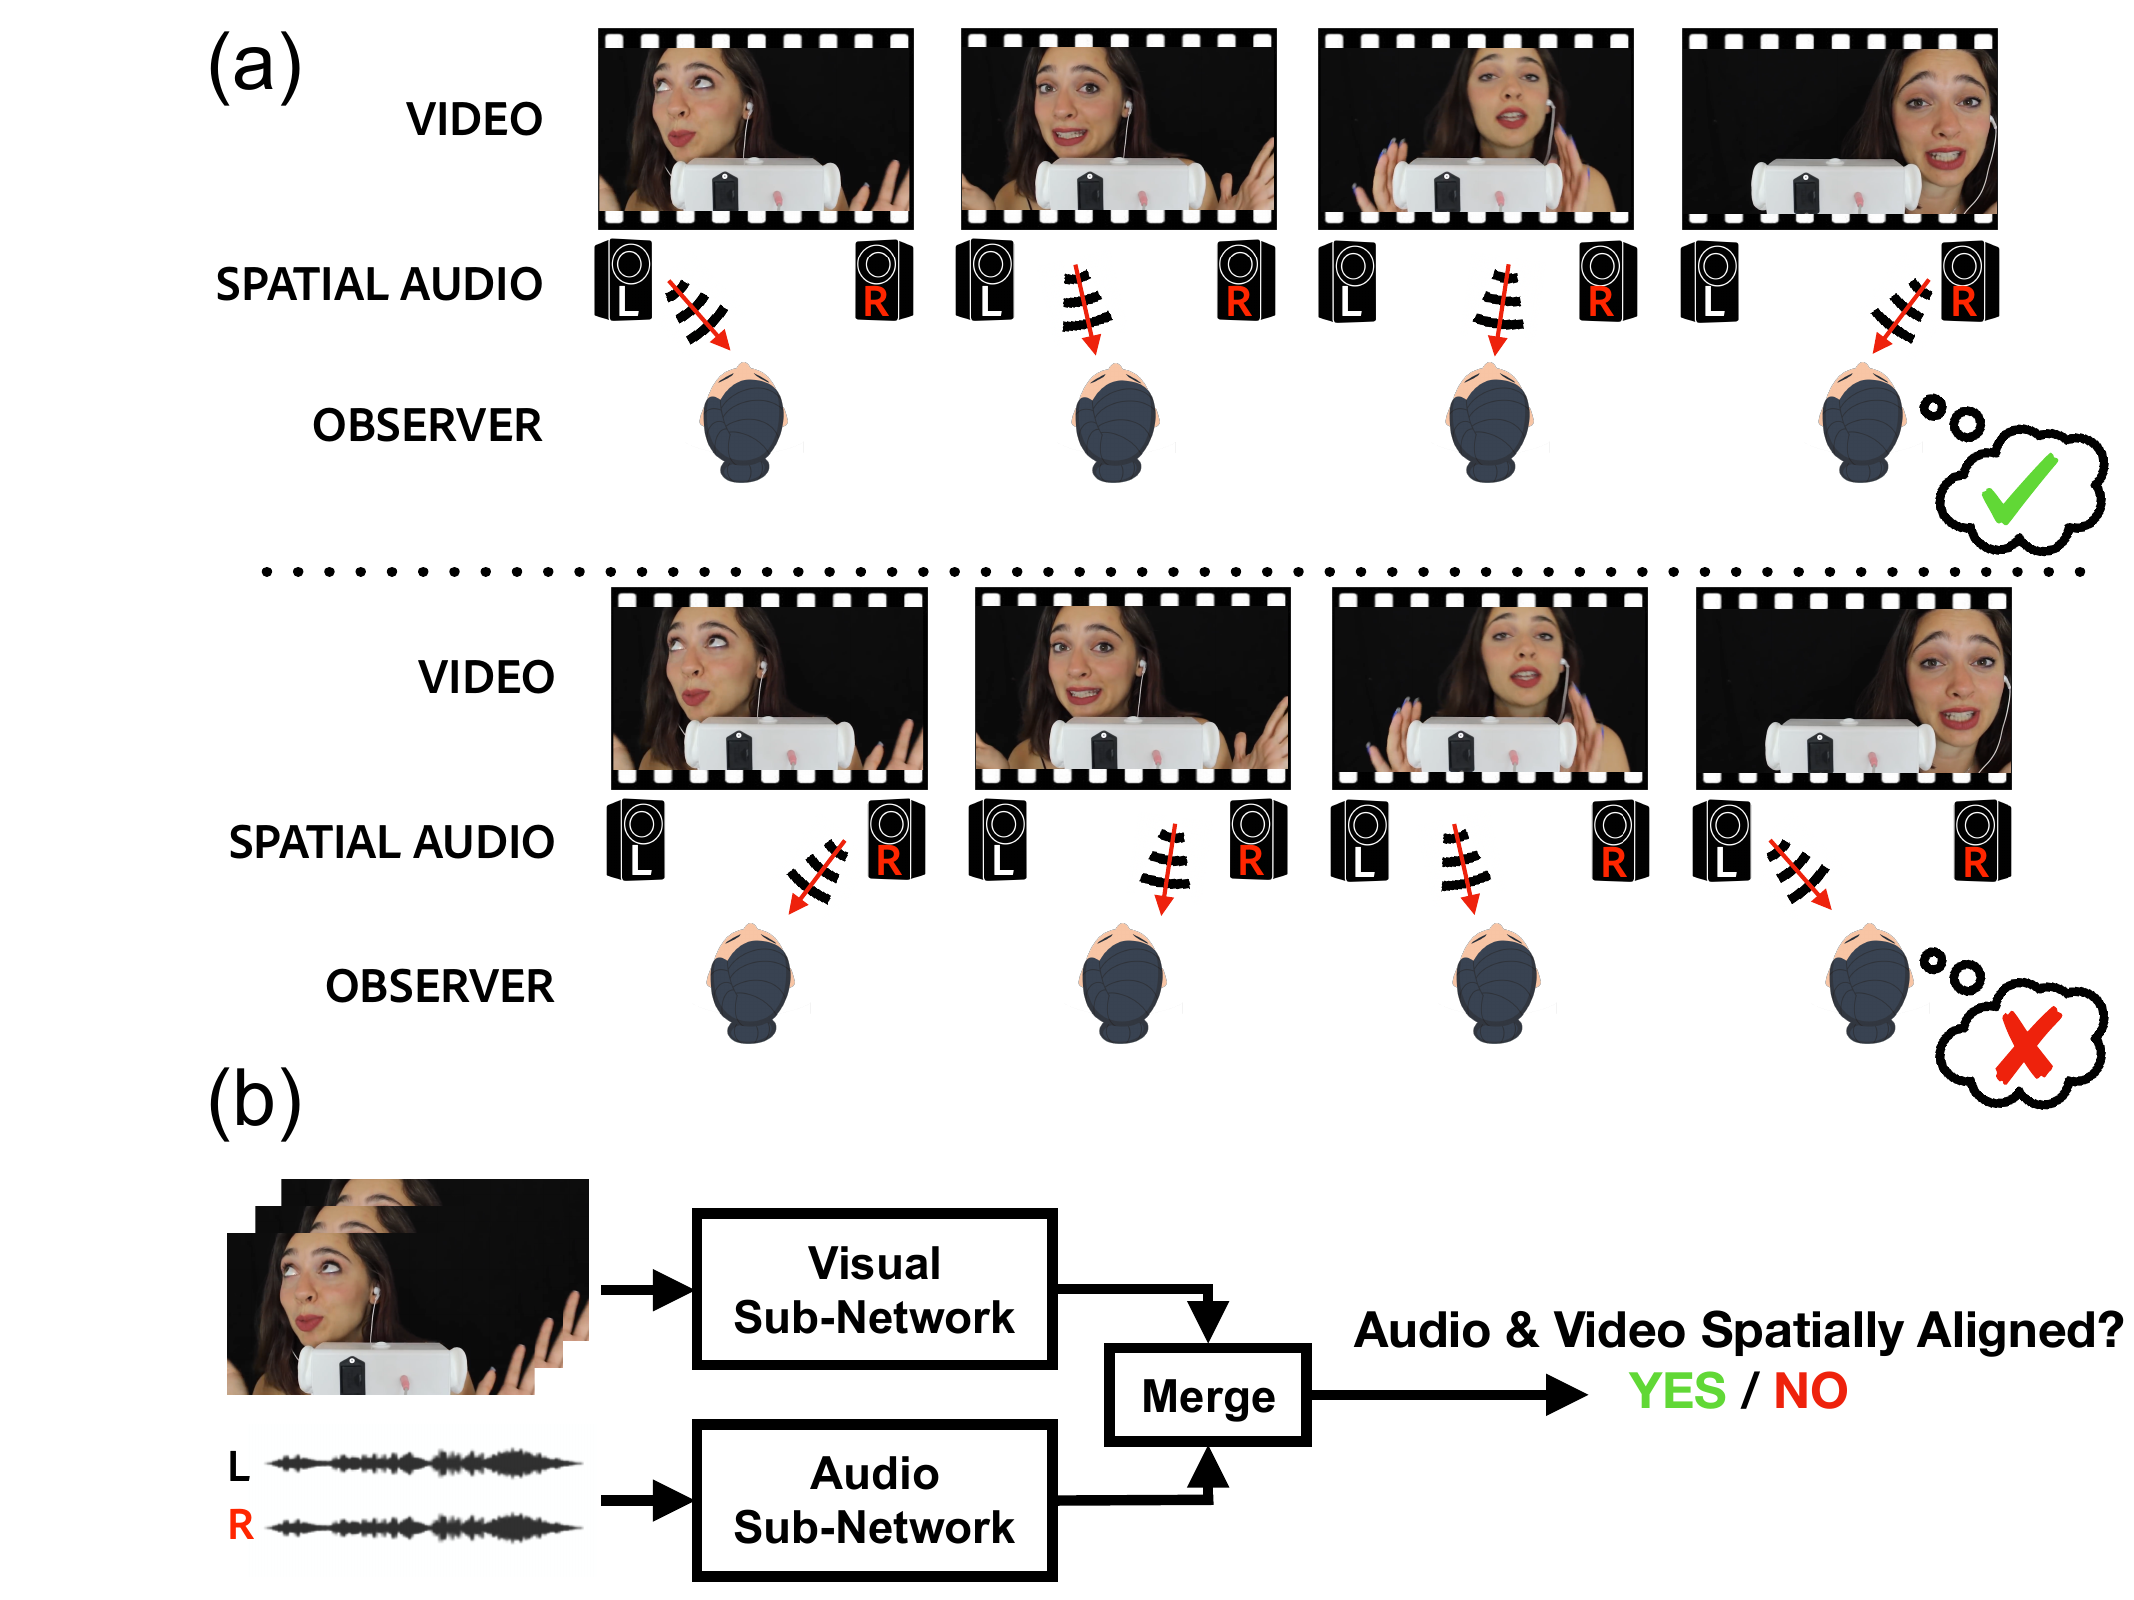 (a)
VIDEO
SPATIAL AUDIO
L R L R L R L R
OBSERVER
VIDEO
SPATIAL AUDIO
L R L R L R L R
OBSERVER
(b)
Visual
Sub-Network
Audio & Video Spatially Aligned?
YES / NO
Merge
L
R
Audio
Sub-Network